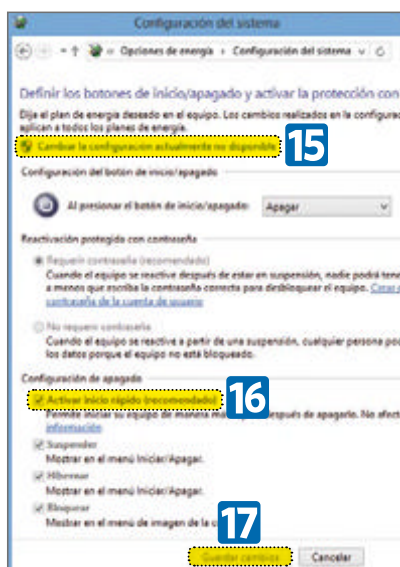 Configuración del sistema
Opciones de energía Configuración del sistema
Definir los botones de inicio/apagado y activar la protección con
Elija el plan de energía deseado en el equipo. Los cambios realizados en la configurac
aplican a todos los planes de energía.
Cambiar la configuración actualmente no disponible
15
Configuración del botón de inicio/apagado
Al presionar el botón de inicio/apagado: Apagar
Reactivación protegida con contraseña
Requerir contraseña (recomendado)
Cuando el equipo se reactive después de estar en suspensión, nadie podrá tene
a menos que escriba la contraseña correcta para desbloquear el equipo. Crear o
contraseña de la cuenta de usuario
No requerir contraseña
Cuando el equipo se reactive a partir de una suspensión, cualquier persona pod
los datos porque el equipo no está bloqueado.
Configuración de apagado
Activar inicio rápido (recomendado)
16
Permite iniciar su equipo de manera má después de apagarlo. No afect
información
Suspender
Mostrar en el menú Iniciar/Apagar.
Hibernar
Mostrar en el menú Iniciar/Apagar.
Bloquear
Mostrar en el menú de imagen de la c
17
Guardar cambios Cancelar